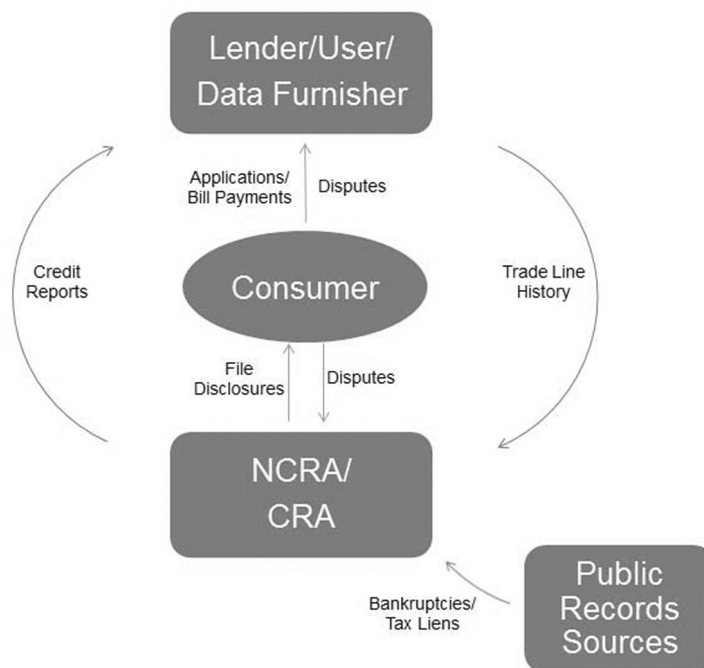 Lender/User/
Data Furnisher
Applications/
Bill Payments
Disputes
Credit
Reports
Consumer
Trade Line
History
File
Disclosures
Disputes
NCRA/
CRA
Bankruptcies/
Tax Liens
Public
Records
Sources